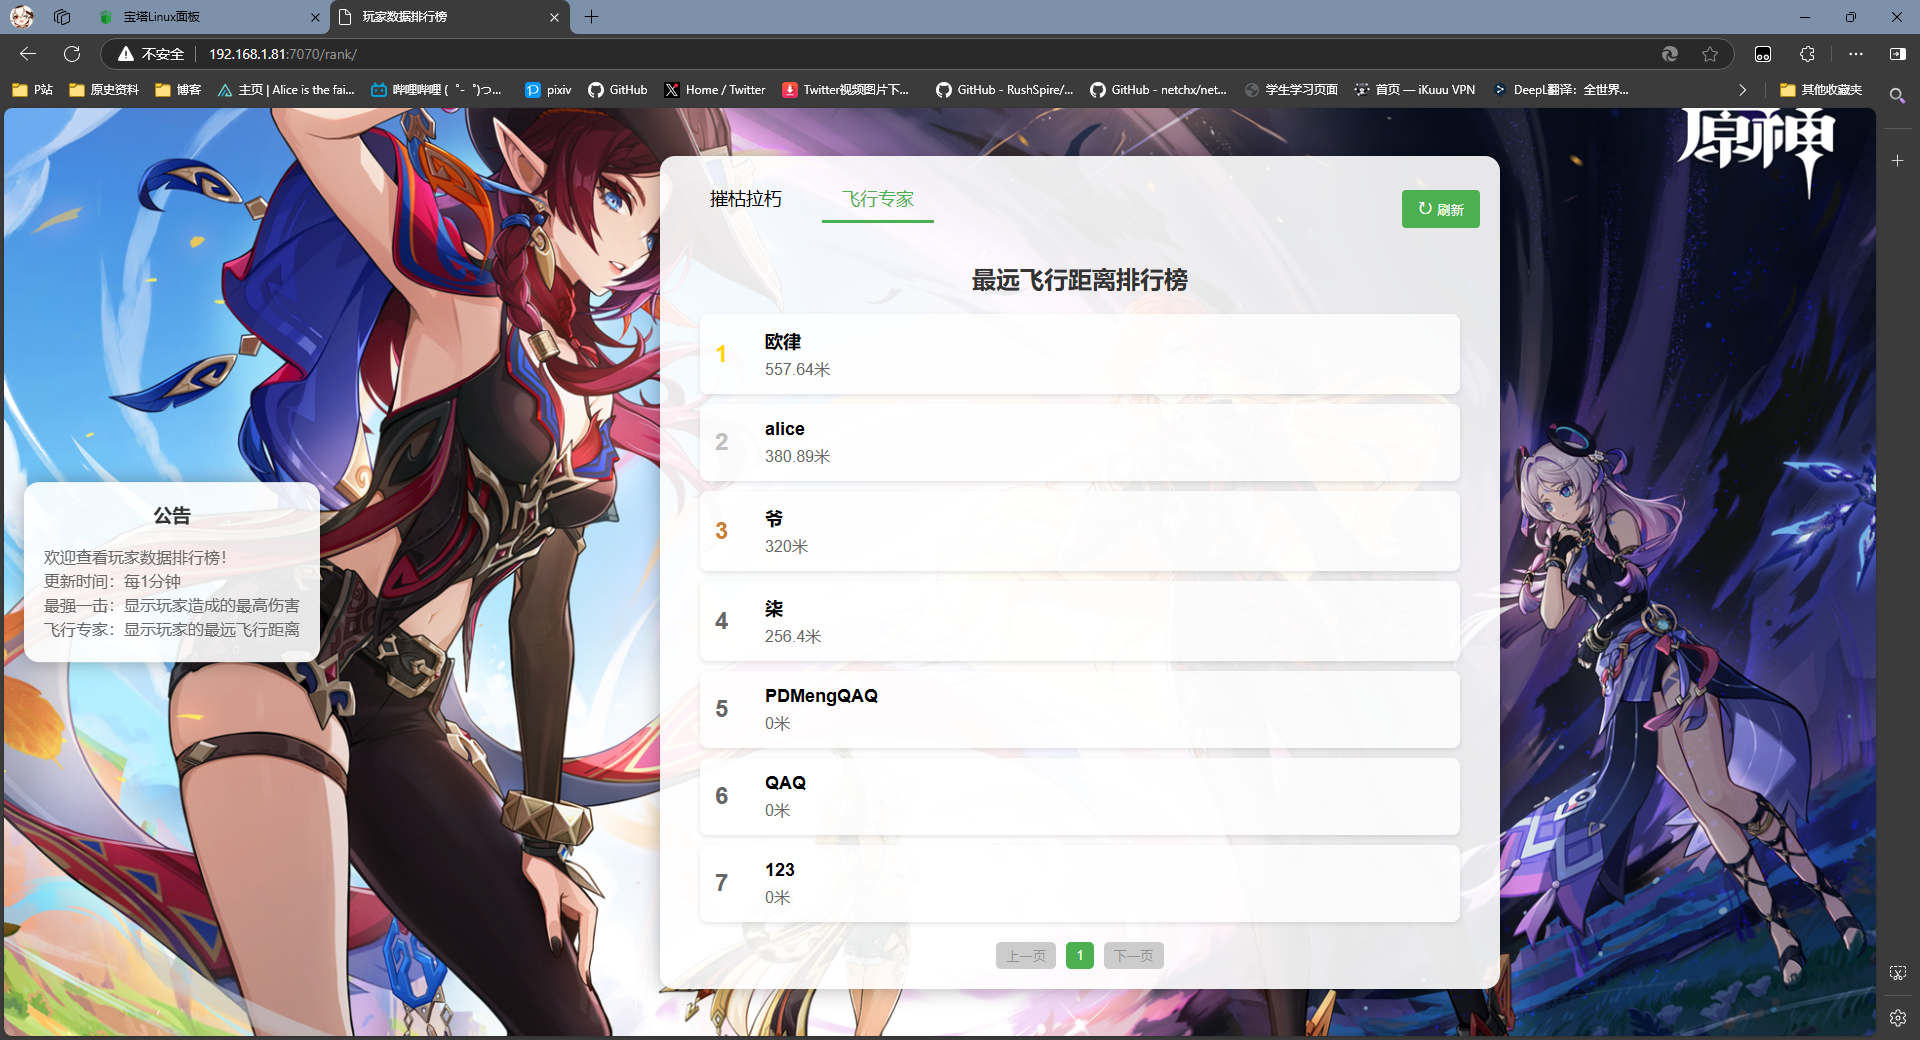 宝塔Linux面板
玩家数据排行榜
不安全
192.168.1.81:7070/rank/
P站
原史资料
博客
主页 | Alice is the fai...
哔哩哔哩 (゜-゜)つ...
pixiv
GitHub
Home / Twitter
Twitter视频图片下...
GitHub - RushSpire/...
GitHub - netchx/net...
学生学习页面
首页 — iKuuu VPN
DeepL翻译：全世界...
其他收藏夹
原神
摧枯拉朽
飞行专家
↻ 刷新
最远飞行距离排行榜
1
欧律
557.64米
2
alice
380.89米
3
爷
320米
4
柒
256.4米
5
PDMengQAQ
0米
6
QAQ
0米
7
123
0米
上一页
1
下一页
公告
欢迎查看玩家数据排行榜！
更新时间：每1分钟
最强一击：显示玩家造成的最高伤害
飞行专家：显示玩家的最远飞行距离